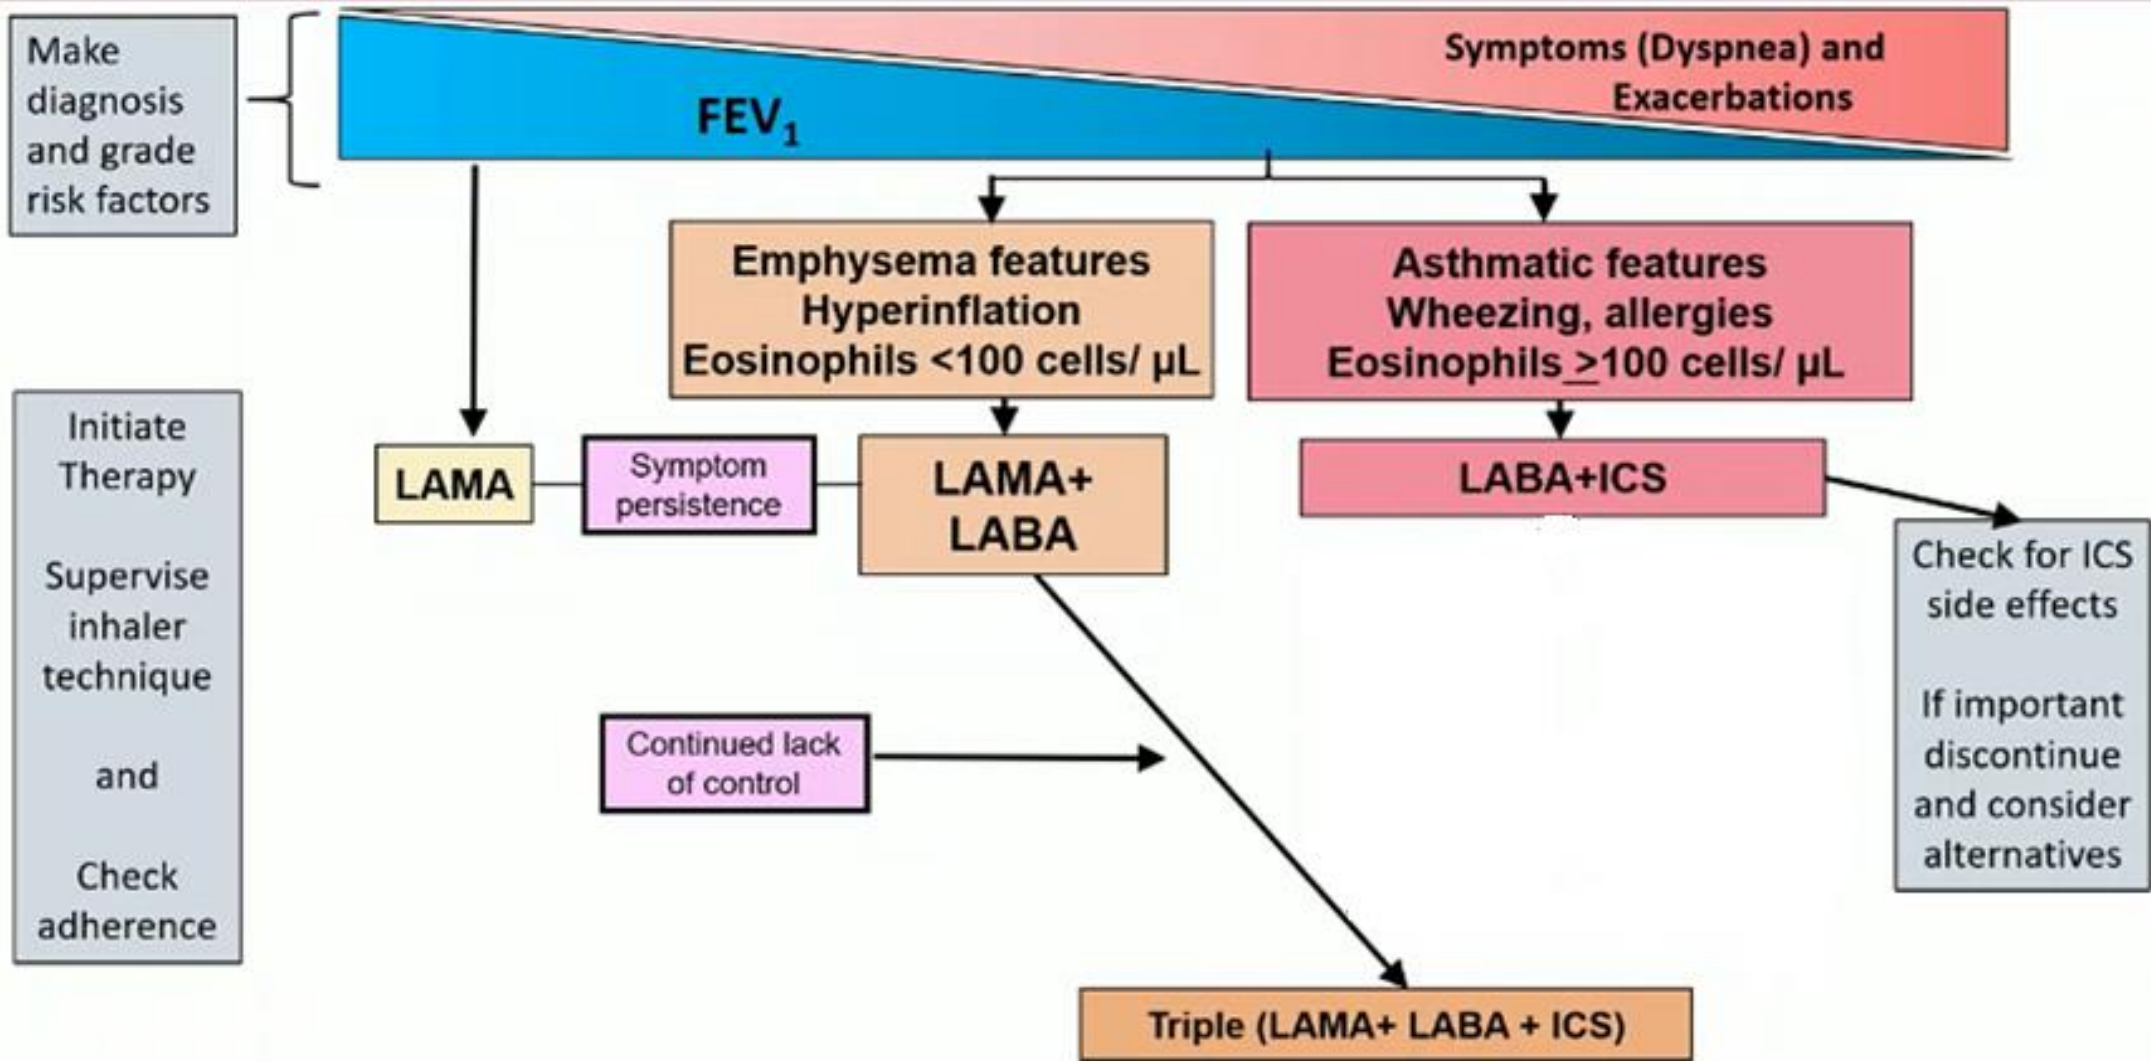 Make
diagnosis
and grade
risk factors
Symptoms (Dyspnea) and
Exacerbations
FEV₁
Emphysema features
Hyperinflation
Eosinophils <100 cells/ µL
Asthmatic features
Wheezing, allergies
Eosinophils >100 cells/ µL
Initiate
Therapy
Supervise
inhaler
technique
and
Check
adherence
LAMA
Symptom
persistence
LAMA+
LABA
LABA+ICS
Check for ICS
side effects
If important
discontinue
and consider
alternatives
Continued lack
of control
Triple (LAMA+ LABA + ICS)